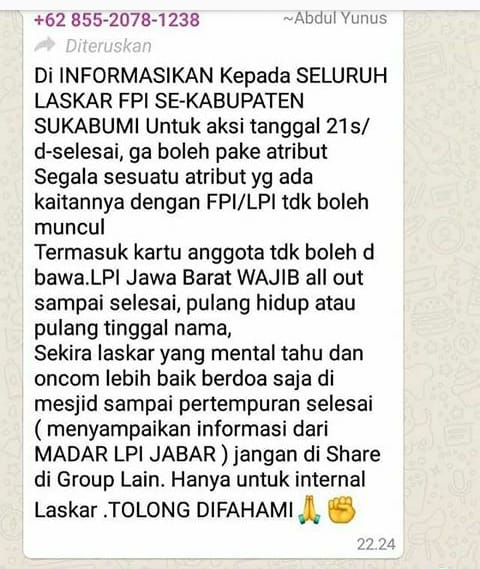 +62 855-2078-1238 ~Abdul Yunus
Diteruskan
Di INFORMASIKAN Kepada SELURUH
LASKAR FPI SE-KABUPATEN
SUKABUMI Untuk aksi tanggal 21s/
d-selesai, ga boleh pake atribut
Segala sesuatu atribut yg ada
kaitannya dengan FPI/LPI tdk boleh
muncul
Termasuk kartu anggota tdk boleh d
bawa.LPI Jawa Barat WAJIB all out
sampai selesai, pulang hidup atau
pulang tinggal nama,
Sekira laskar yang mental tahu dan
oncom lebih baik berdoa saja di
mesjid sampai pertempuran selesai
( menyampaikan informasi dari
MADAR LPI JABAR ) jangan di Share
di Group Lain. Hanya untuk internal
Laskar .TOLONG DIFAHAMI🙏✊
22.24